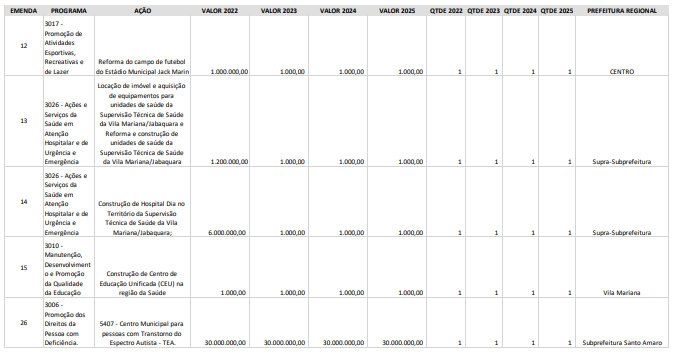 EMENDA PROGRAMA AÇÃO VALOR 2022 VALOR 2023 VALOR 2024 VALOR 2025 QTDE 2022 QTDE 2023 QTDE 2024 QTDE 2025 PREFEITURA REGIONAL
12
3017 -
Promoção de
Atividades
Esportivas,
Recreativas e
de Lazer
Reforma do campo de futebol
do Estádio Municipal Jack Marin
1.000.000,00 1.000,00 1.000,00 1.000,00 1 1 1 1 CENTRO
13
3026 - Ações e
Serviços da
Saúde em
Atenção
Hospitalar e de
Urgência e
Emergência
Locação de imóvel e aquisição
de equipamentos para
unidades de saúde da
Supervisão Técnica de Saúde
da Vila Mariana/Jabaquara e
Reforma e construção de
unidades de saúde da
Supervisão Técnica de Saúde
da Vila Mariana/Jabaquara
1.200.000,00 1.000,00 1.000,00 1.000,00 1 1 1 1 Supra-Subprefeitura
14
3026 - Ações e
Serviços da
Saúde em
Atenção
Hospitalar e de
Urgência e
Emergência
Construção de Hospital Dia no
Território da Supervisão
Técnica de Saúde da Vila
Mariana/Jabaquara;
6.000.000,00 1.000,00 1.000,00 1.000,00 1 1 1 1 Supra-Subprefeitura
15
3010 -
Manutenção,
Desenvolviment
o e Promoção
da Qualidade
da Educação
Construção de Centro de
Educação Unificada (CEU) na
região da Saúde
1.000,00 1.000,00 1.000,00 1.000,00 1 1 1 1 Vila Mariana
26
3006 -
Promoção dos
Direitos da
Pessoa com
Deficiência.
5407 - Centro Municipal para
pessoas com Transtorno do
Espectro Autista - TEA.
30.000.000,00 30.000.000,00 30.000.000,00 30.000.000,00 1 1 1 1 Subprefeitura Santo Amaro